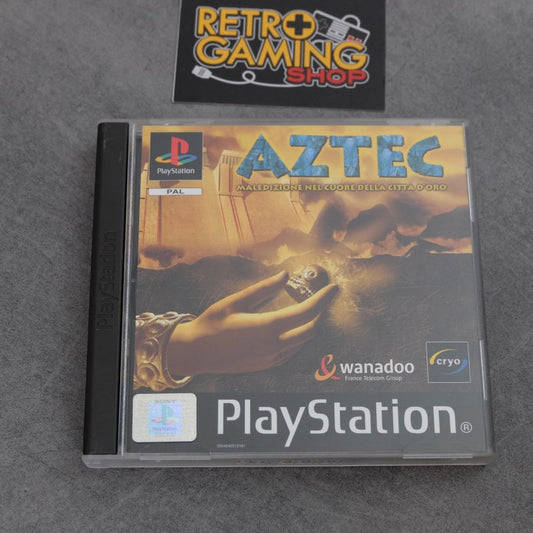 RETRO
GAMING
SHOP
PlayStation
PAL
AZTEC
MALEDIZIONE NEL CUORE DELLA CITTÀ D'ORO
PlayStation
wanadoo
France Telecom Group
cryo
SONY
PlayStation ®